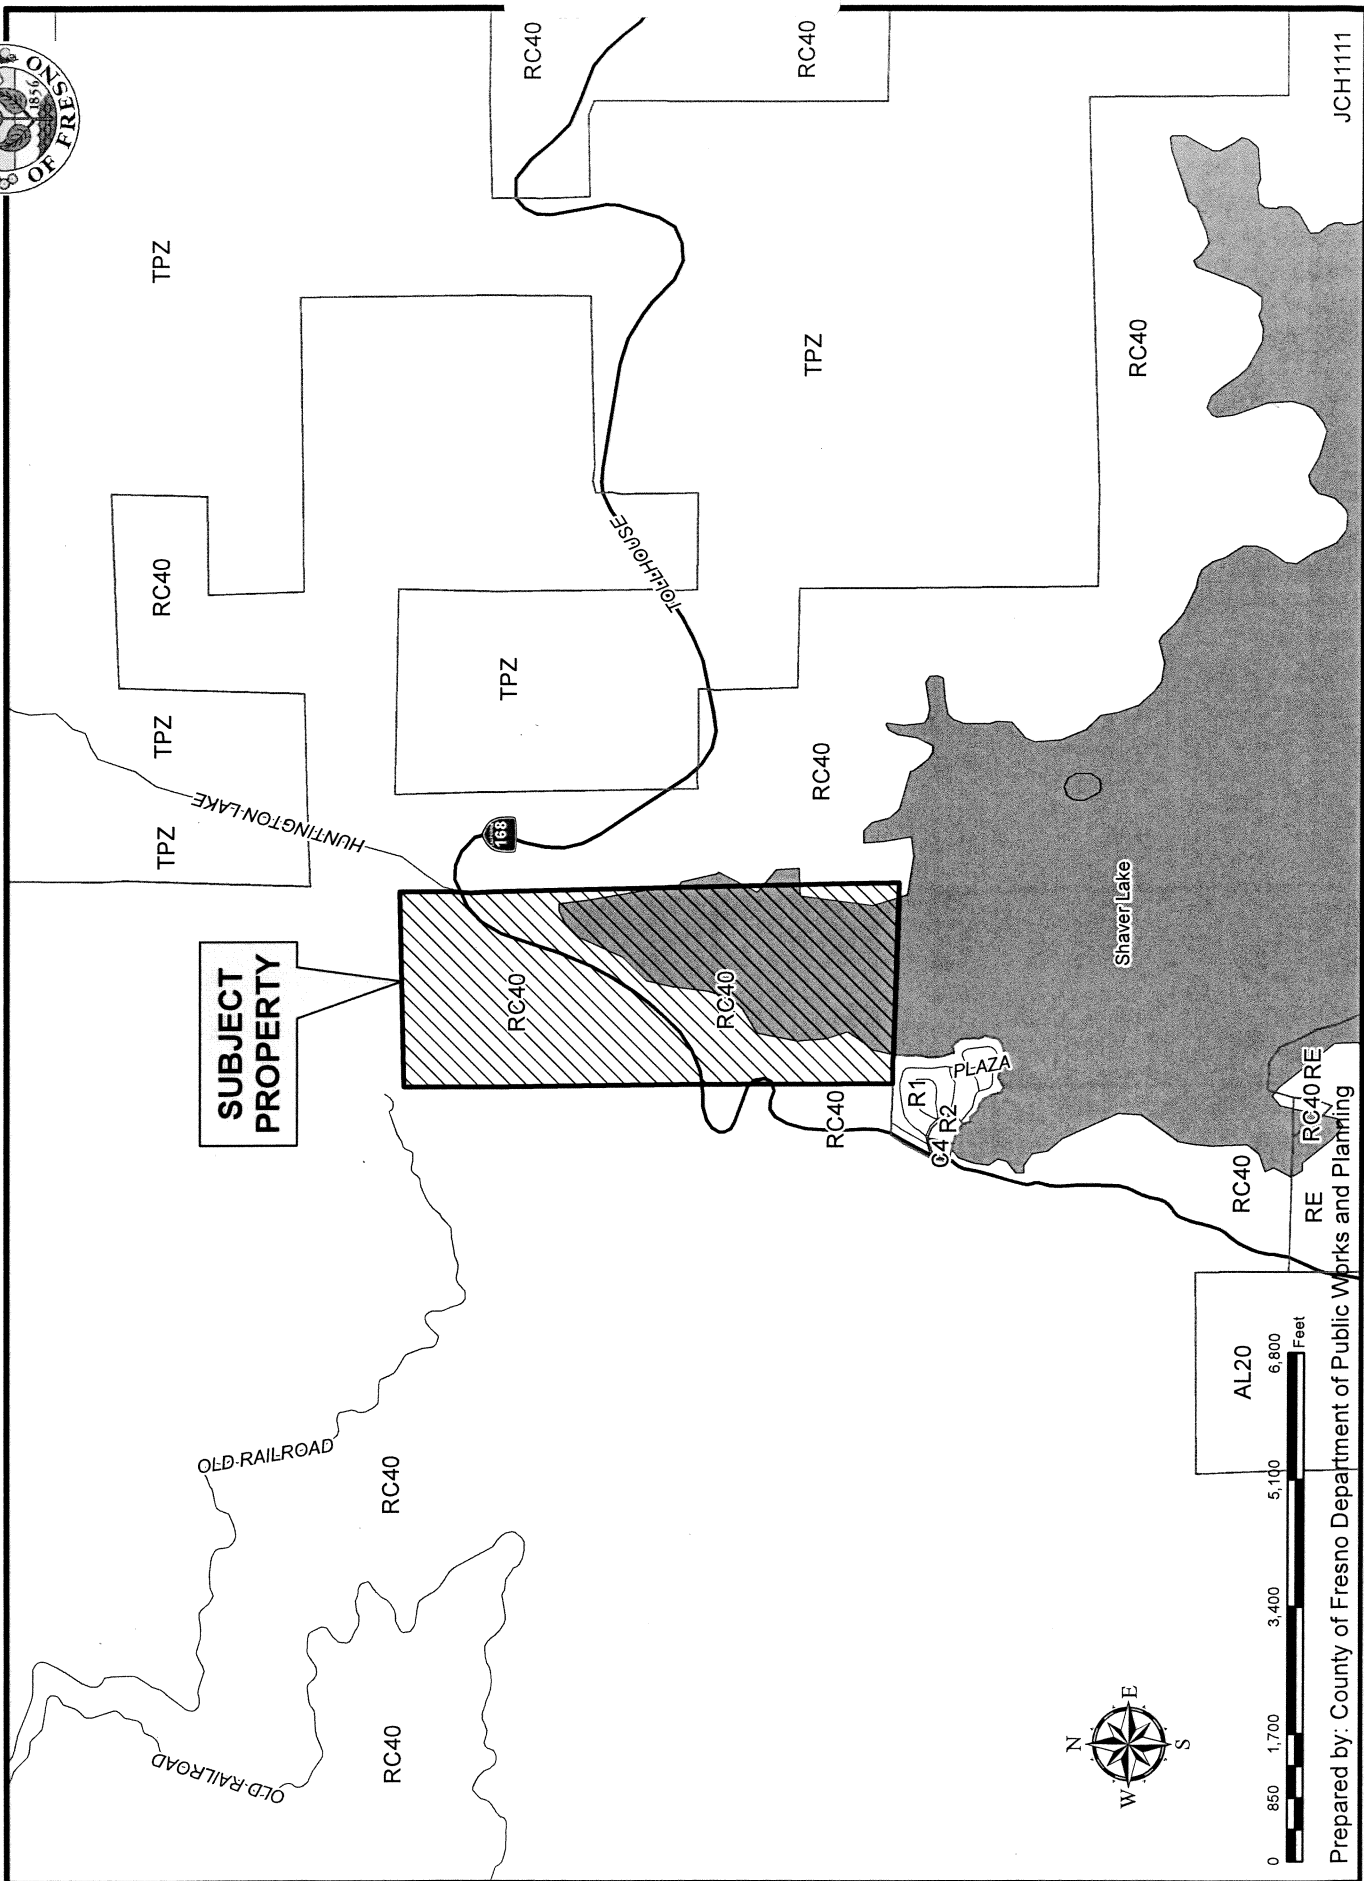 OF FRESNO
1856
SUBJECT
PROPERTY
TPZ
RC40
TPZ
TPZ
RC40
RC40
TPZ
TPZ
RC40
RC40
HUNTINGTON LAKE
TOLLHOUSE
168
OLD RAILROAD
OLD RAILROAD
RC40
RC40
RC40
RC40
RC40
RC40
R1
R2
C4
PLAZA
Shaver Lake
RC40
RE
RC40
RE
AL20
N
W
E
S
0 850 1,700 3,400 5,100 6,800
Feet
Prepared by: County of Fresno Department of Public Works and Planning
JCH1111